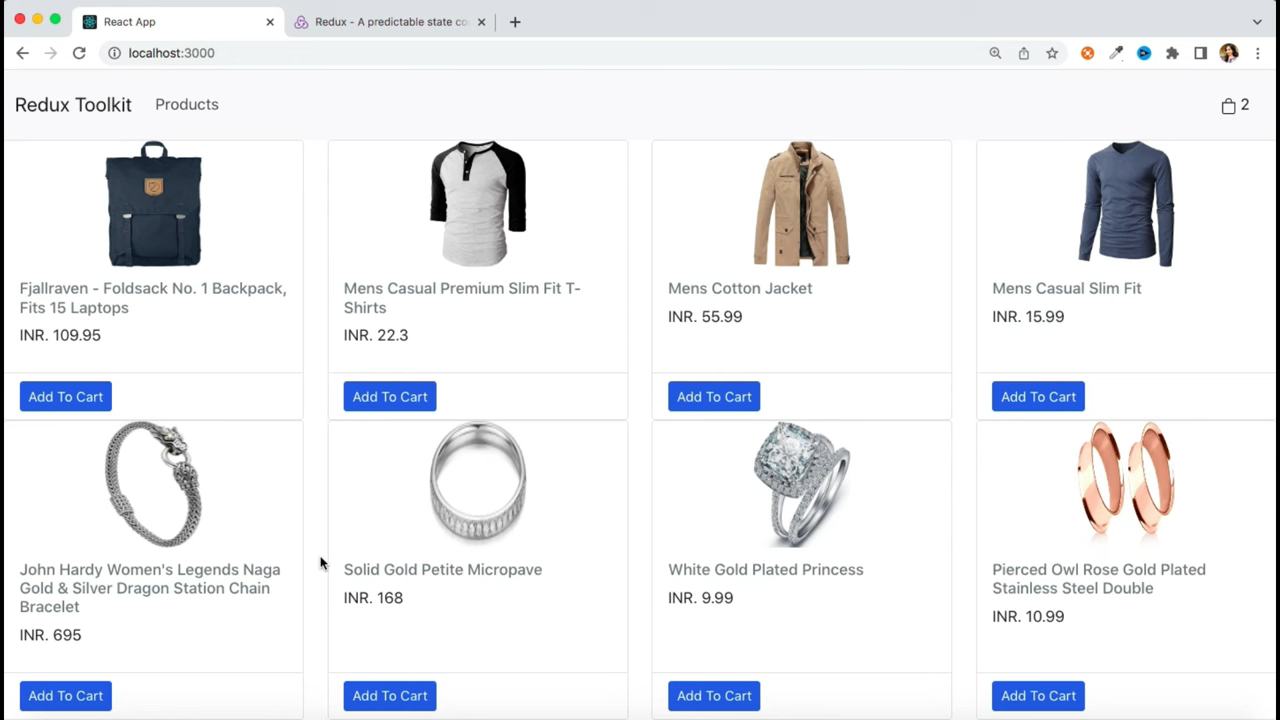 React App
Redux - A predictable state co
localhost:3000
Redux Toolkit
Products
2
Fjallraven - Foldsack No. 1 Backpack,
Fits 15 Laptops
INR. 109.95
Add To Cart
Mens Casual Premium Slim Fit T-
Shirts
INR. 22.3
Add To Cart
Mens Cotton Jacket
INR. 55.99
Add To Cart
Mens Casual Slim Fit
INR. 15.99
Add To Cart
John Hardy Women's Legends Naga
Gold & Silver Dragon Station Chain
Bracelet
INR. 695
Add To Cart
Solid Gold Petite Micropave
INR. 168
Add To Cart
White Gold Plated Princess
INR. 9.99
Add To Cart
Pierced Owl Rose Gold Plated
Stainless Steel Double
INR. 10.99
Add To Cart